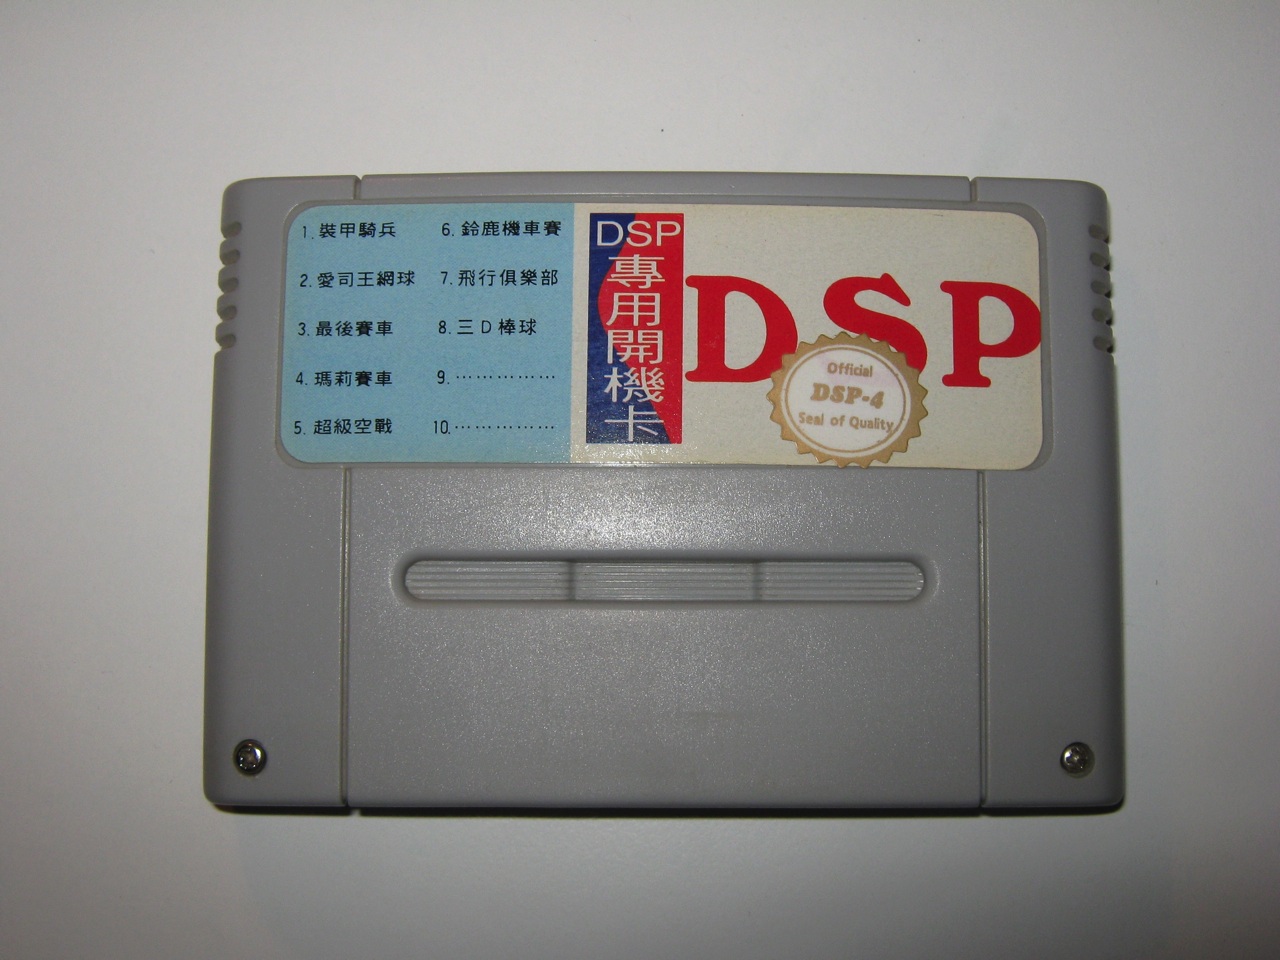 1. 裝甲騎兵
2. 愛司王網球
3. 最後賽車
4. 瑪莉賽車
5. 超級空戰
6. 鈴鹿機車賽
7. 飛行俱樂部
8. 三D棒球
9. ……………
10. ……………
DSP
專用開機卡
DSP
Official
DSP-4
Seal of Quality